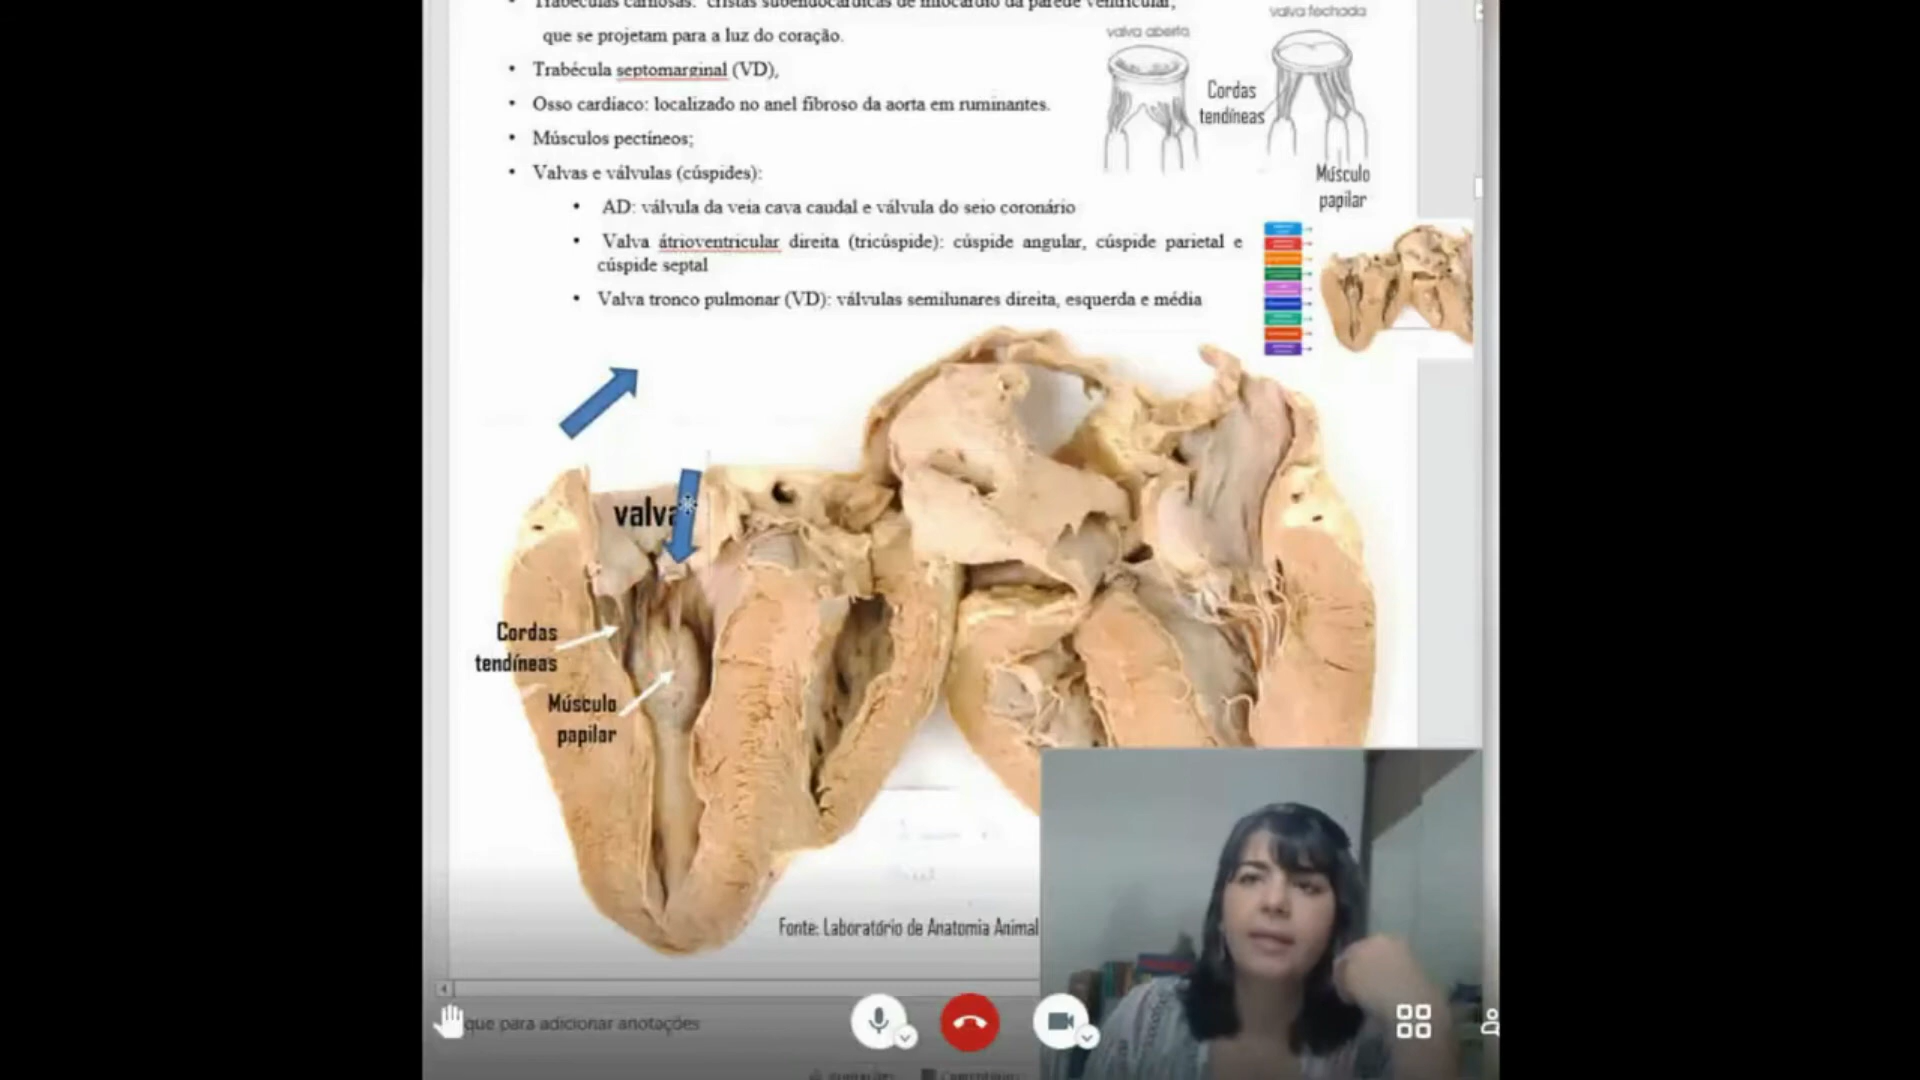 Trabéculas carnosas: cristas subendocárdicas de miocárdio da parede ventricular,
que se projetam para a luz do coração.
Trabécula septomarginal (VD),
Osso cardíaco: localizado no anel fibroso da aorta em ruminantes.
Músculos pectíneos;
Valvas e válvulas (cúspides):
AD: válvula da veia cava caudal e válvula do seio coronário
Valva átrioventricular direita (tricúspide): cúspide angular, cúspide parietal e
cúspide septal
Valva tronco pulmonar (VD): válvulas semilunares direita, esquerda e média
valva aberta
valva fechada
Cordas
tendíneas
Músculo
papilar
valva
Cordas
tendíneas
Músculo
papilar
Fonte: Laboratório de Anatomia Animal
que para adicionar anotações